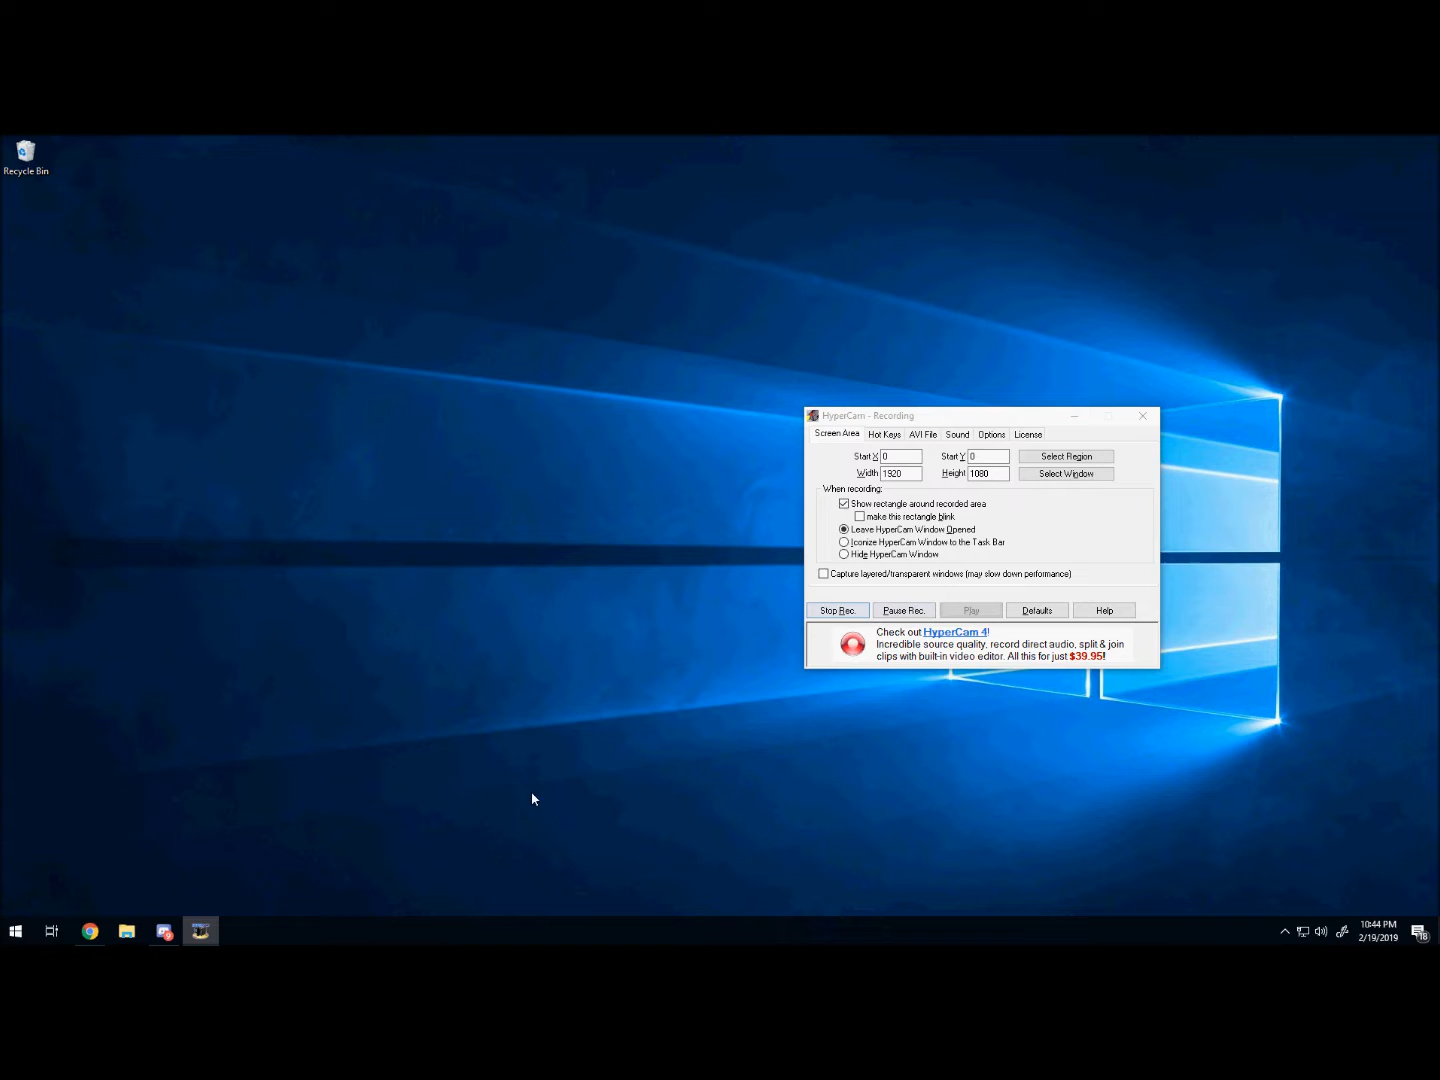 Recycle Bin
HyperCam - Recording
Screen Area Hot Keys AVI File Sound Options License
Start X 0 Start Y 0 Select Region
Width 1920 Height 1080 Select Window
When recording:
Show rectangle around recorded area
make this rectangle blink
Leave HyperCam Window Opened
Iconize HyperCam Window to the Task Bar
Hide HyperCam Window
Capture layered/transparent windows (may slow down performance)
Stop Rec. Pause Rec. Play Defaults Help
Check out HyperCam 4!
Incredible source quality, record direct audio, split & join
clips with built-in video editor. All this for just $39.95!
10:44 PM
2/19/2019
18